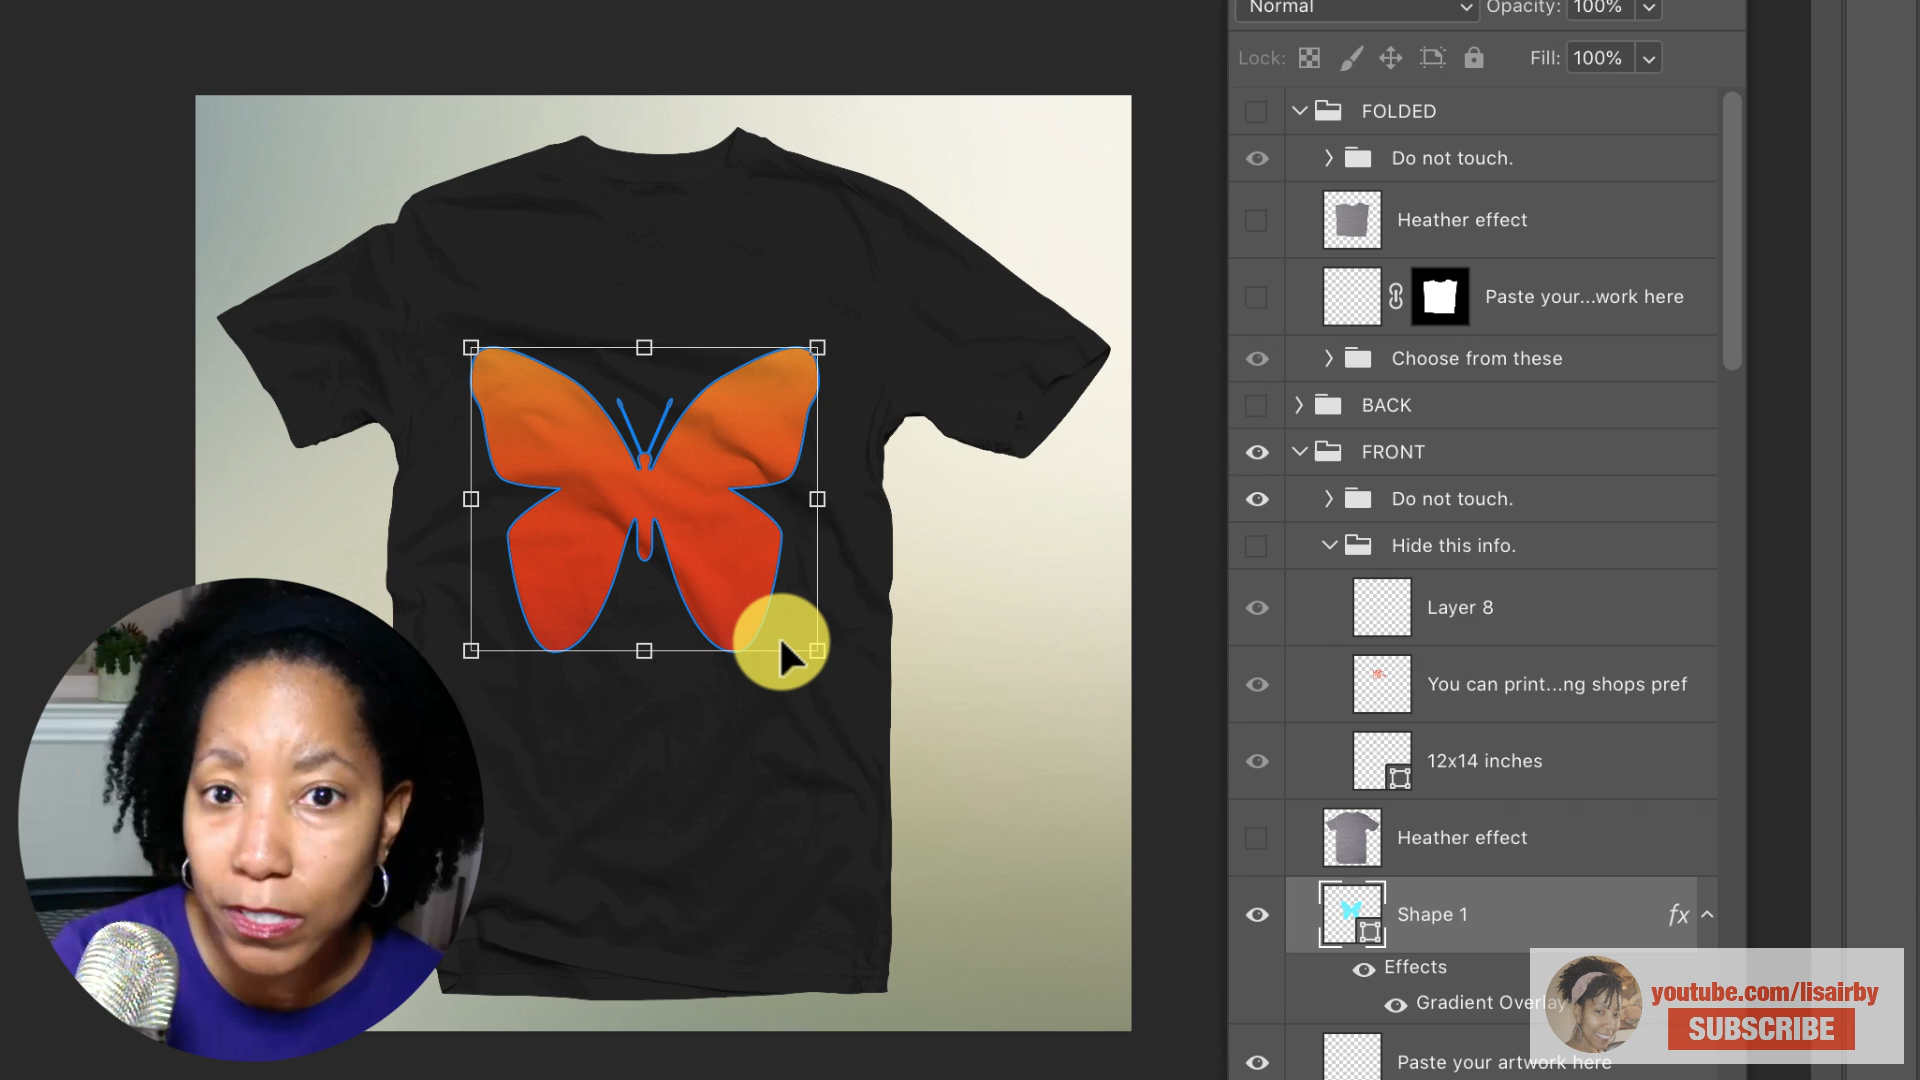 Normal Opacity: 100%
Lock: Fill: 100%
FOLDED
Do not touch.
Heather effect
Paste your...work here
Choose from these
BACK
FRONT
Do not touch.
Hide this info.
Layer 8
You can print...ng shops pref
12x14 inches
Heather effect
Shape 1 fx
Effects
Gradient Overlay
Paste your artwork here
youtube.com/lisairby
SUBSCRIBE